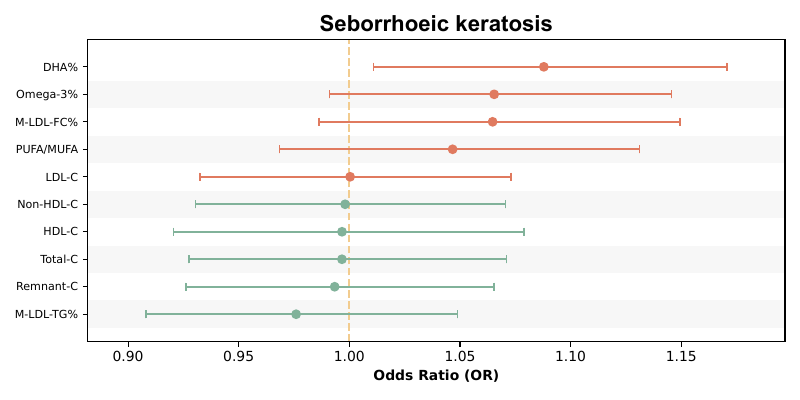 Seborrhoeic keratosis
DHA%
Omega-3%
M-LDL-FC%
PUFA/MUFA
LDL-C
Non-HDL-C
HDL-C
Total-C
Remnant-C
M-LDL-TG%
0.90 0.95 1.00 1.05 1.10 1.15
Odds Ratio (OR)